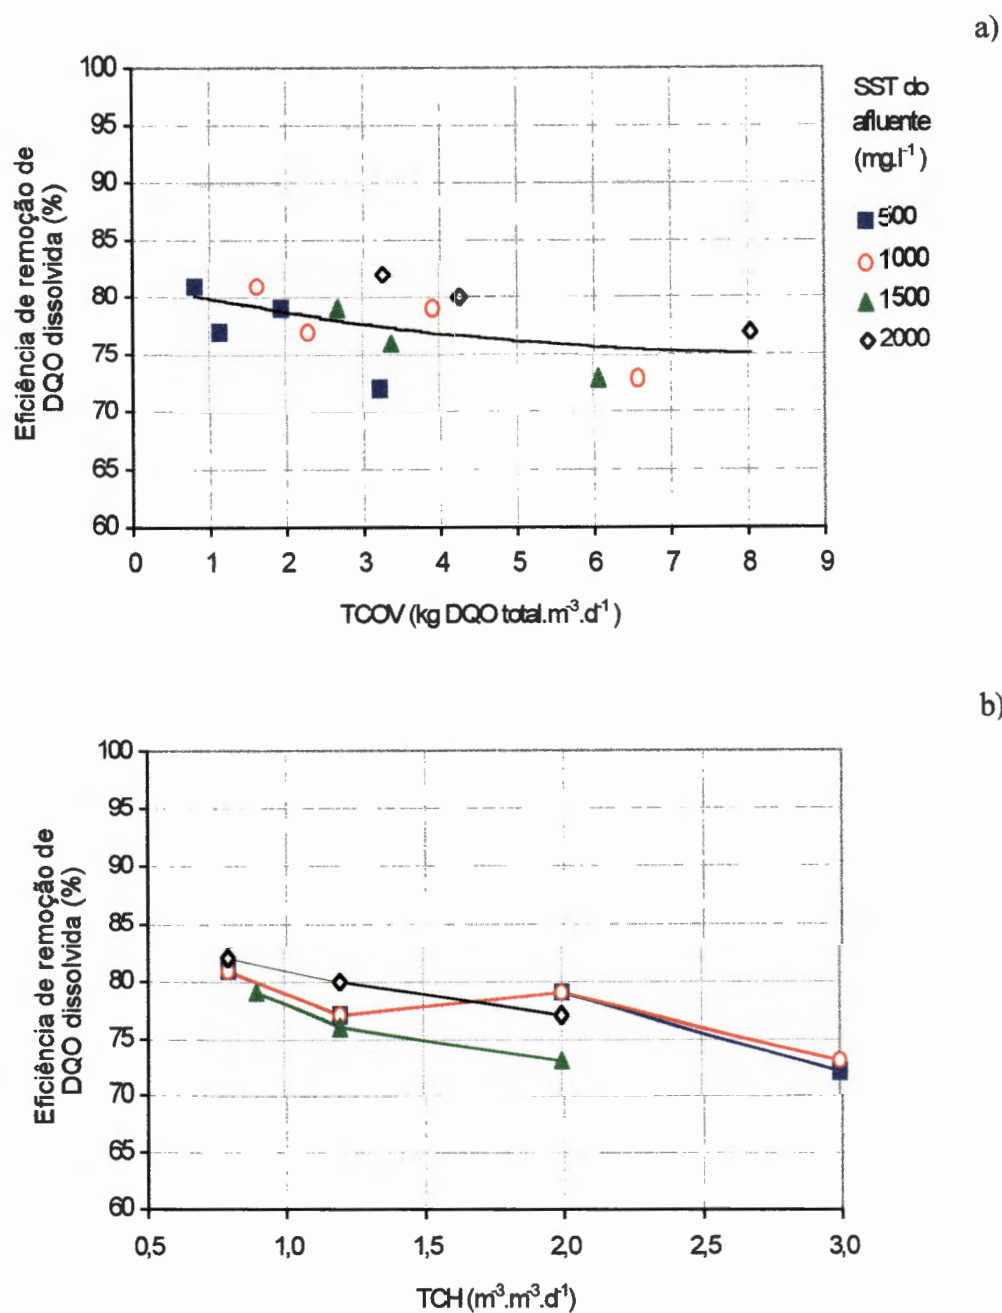 a)
100
95
90
85
80
75
70
65
60
Eficiência de remoção de
DQO dissolvida (%)
0 1 2 3 4 5 6 7 8 9
TCOV (kg DQO total.m⁻³.d⁻¹)
SST do
afluente
(mg.l⁻¹)
500
1000
1500
2000
b)
100
95
90
85
80
75
70
65
60
Eficiência de remoção de
DQO dissolvida (%)
0,5 1,0 1,5 2,0 2,5 3,0
TCH (m⁻³.m⁻³.d⁻¹)